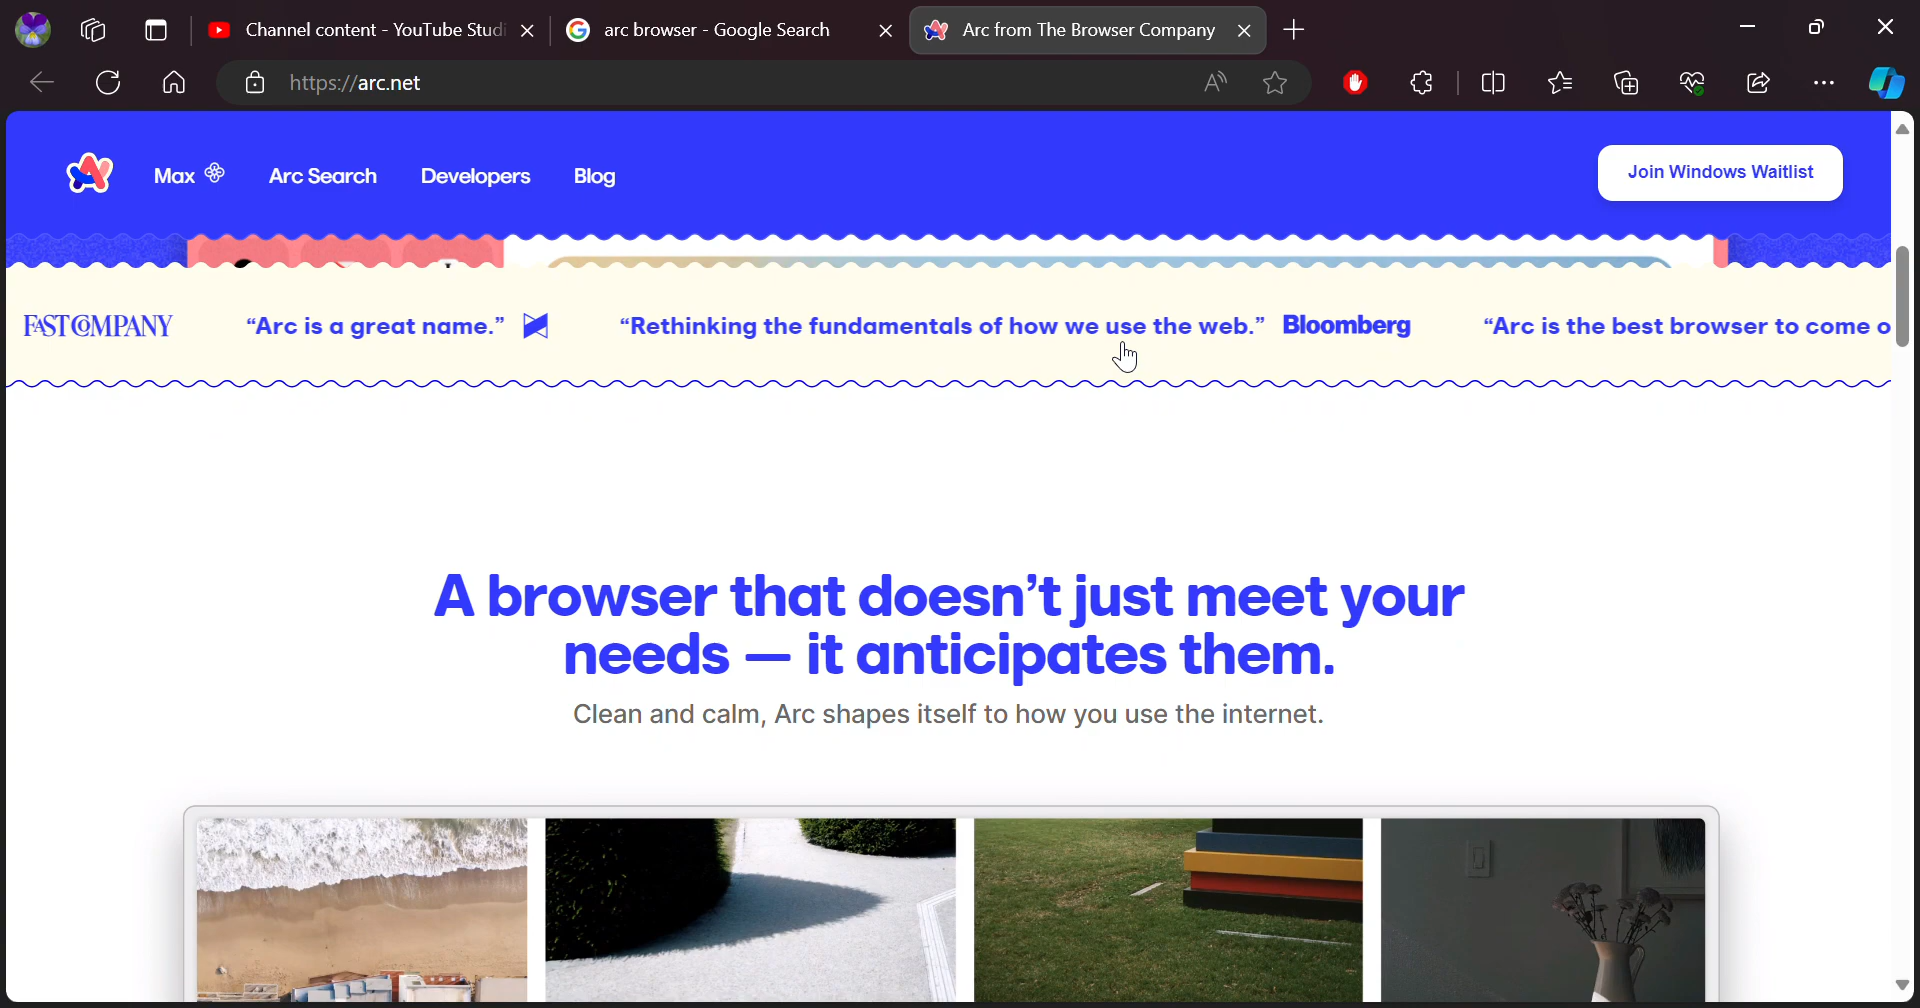 Channel content - YouTube Studi
arc browser - Google Search
Arc from The Browser Company
https://arc.net
Max
Arc Search
Developers
Blog
Join Windows Waitlist
FAST COMPANY
“Arc is a great name.”
“Rethinking the fundamentals of how we use the web.” Bloomberg
“Arc is the best browser to come o
A browser that doesn’t just meet your
needs — it anticipates them.
Clean and calm, Arc shapes itself to how you use the internet.